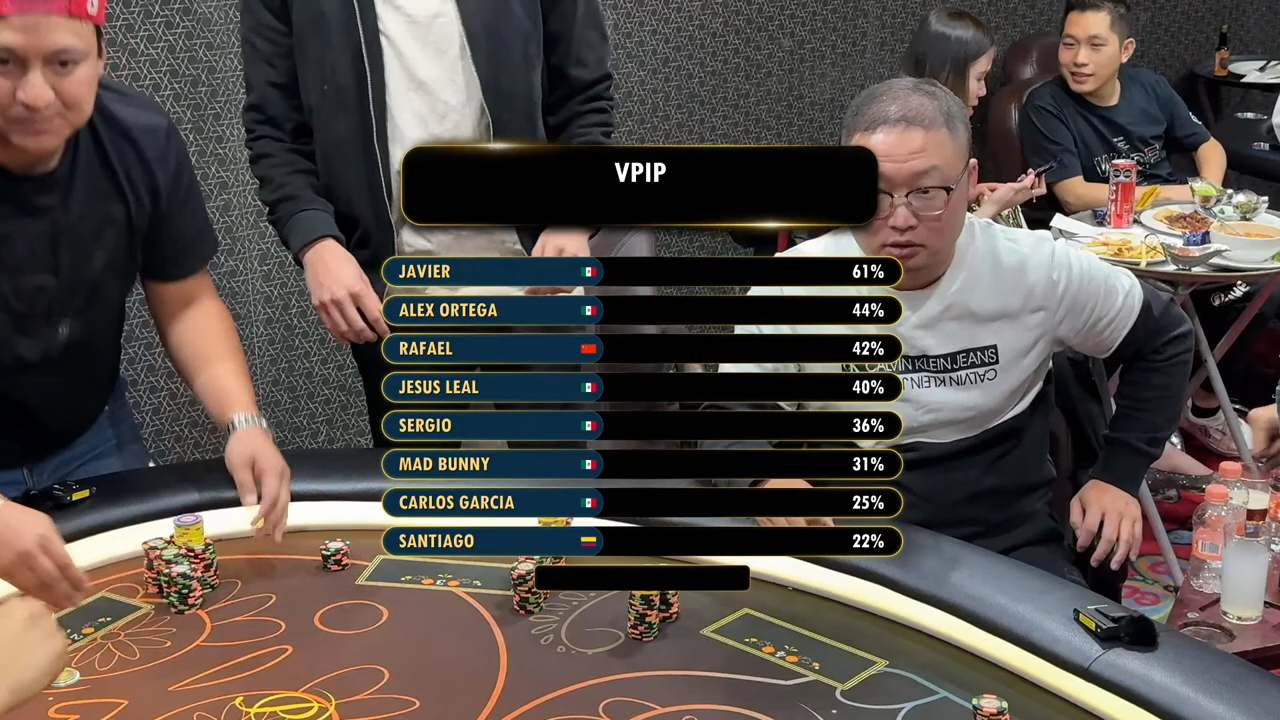 VPIP
JAVIER 61%
ALEX ORTEGA 44%
RAFAEL 42%
JESUS LEAL 40%
SERGIO 36%
MAD BUNNY 31%
CARLOS GARCIA 25%
SANTIAGO 22%
CALVIN KLEIN JEANS